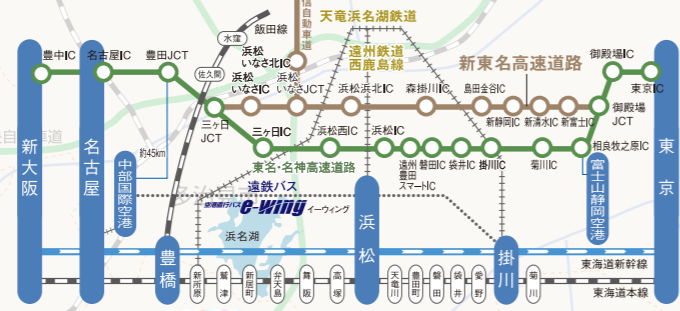 信自動車道
飯田線
天竜浜名湖鉄道
水窪
佐久間
遠州鉄道
西鹿島線
新東名高速道路
豊中IC
名古屋IC
豊田JCT
浜松
いなさ北IC
浜松
いなさIC
浜松
いなさJCT
浜松浜北IC
森掛川IC
島田金谷IC
新静岡IC
新清水IC
新富士IC
御殿場IC
東京IC
御殿場
JCT
三ヶ日
JCT
三ケ日IC
浜松西IC
浜松IC
遠州
豊田
スマートIC
磐田IC
袋井IC
掛川IC
菊川IC
相良牧之原IC
東名・名神高速道路
約45km
新大阪
名古屋
中部国際空港
豊橋
浜松
掛川
富士山静岡空港
東京
遠鉄バス
空港直行バス
e-wing
イーウィング
浜名湖
東海道新幹線
東海道本線
新所原
鷲津
新居町
弁天島
舞阪
高塚
天竜川
豊田町
磐田
袋井
愛野
菊川